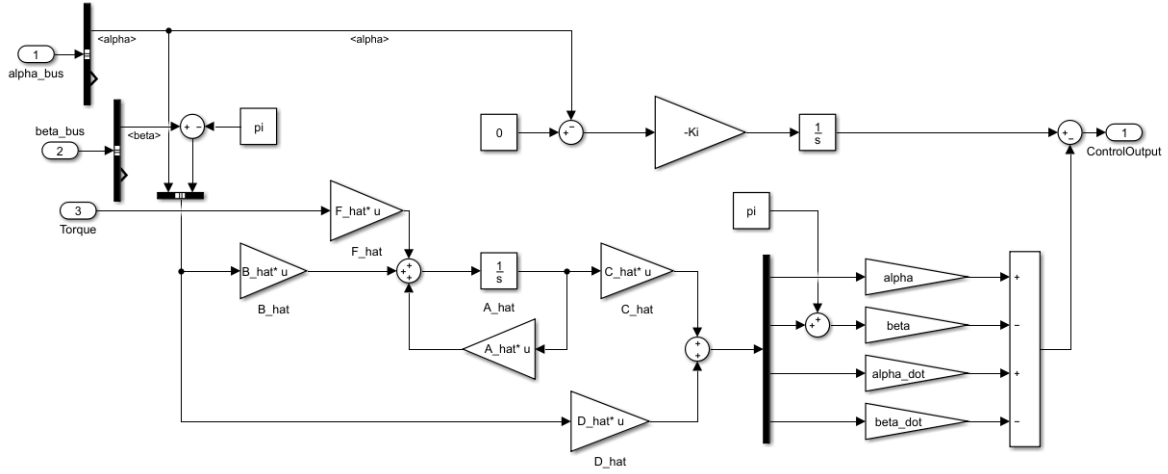 <alpha>
<alpha>
1
alpha_bus
beta_bus
<beta>
2
pi
0
-Ki
1
s
1
ControlOutput
3
Torque
F_hat* u
F_hat
B_hat* u
B_hat
1
s
A_hat
A_hat* u
C_hat* u
C_hat
D_hat* u
D_hat
pi
alpha
beta
alpha_dot
beta_dot